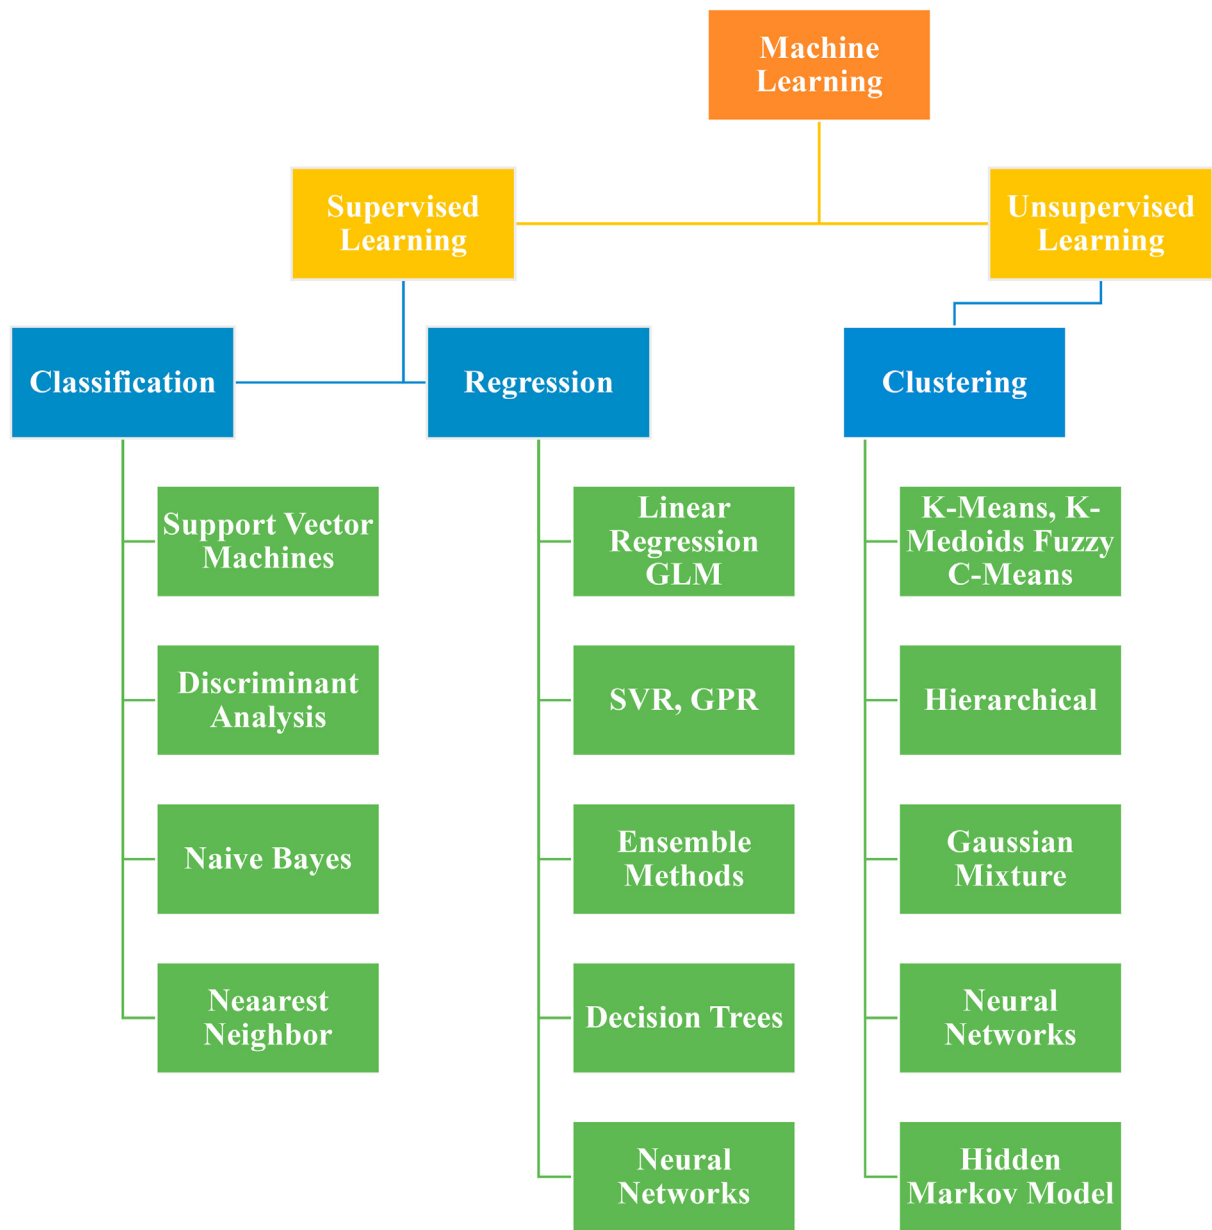 Machine
Learning
Supervised
Learning
Unsupervised
Learning
Classification
Regression
Clustering
Support Vector
Machines
Discriminant
Analysis
Naive Bayes
Neaarest
Neighbor
Linear
Regression
GLM
SVR, GPR
Ensemble
Methods
Decision Trees
Neural
Networks
K-Means, K-
Medoids Fuzzy
C-Means
Hierarchical
Gaussian
Mixture
Neural
Networks
Hidden
Markov Model